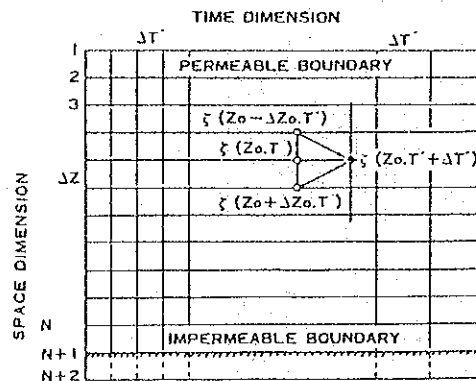 TIME DIMENSION
ΔT´ ΔT´
1 PERMEABLE BOUNDARY
2
3
ζ (Zo-ΔZo.T´)
ζ (Zo.T´) ζ (Zo.T´+ΔT´)
ΔZ
ζ (Zo+ΔZo.T´)
SPACE DIMENSION
N
IMPERMEABLE BOUNDARY
N+1
N+2